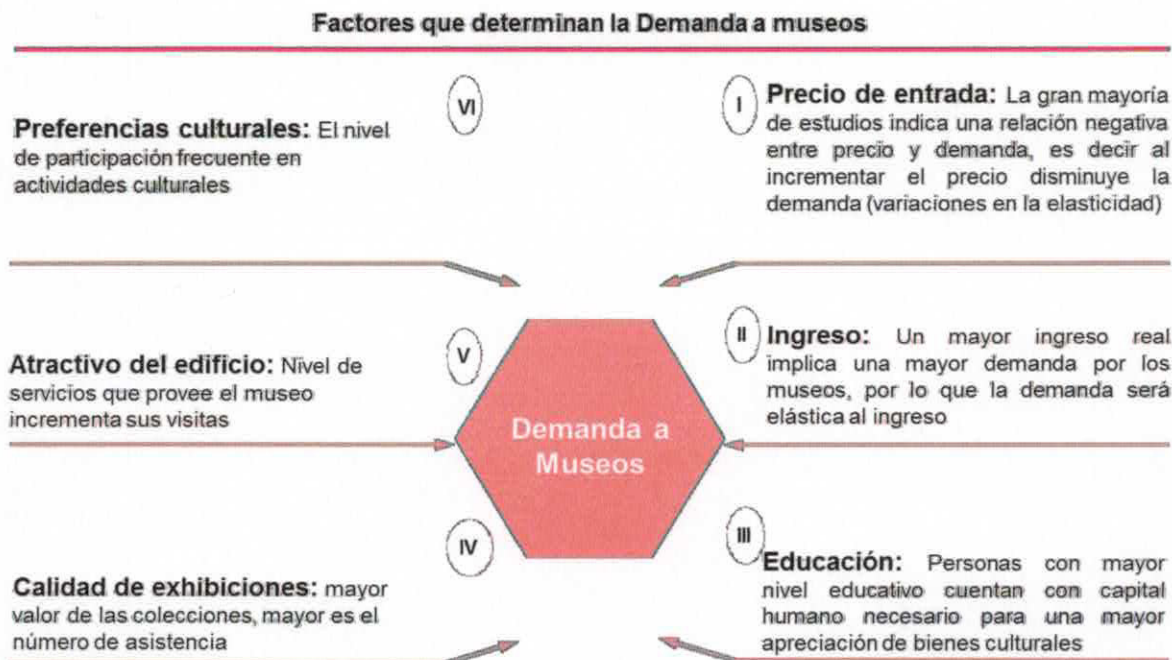 Factores que determinan la Demanda a museos
I
Precio de entrada: La gran mayoría
de estudios indica una relación negativa
entre precio y demanda, es decir al
incrementar el precio disminuye la
demanda (variaciones en la elasticidad)
II
Ingreso: Un mayor ingreso real
implica una mayor demanda por los
museos, por lo que la demanda será
elástica al ingreso
III
Educación: Personas con mayor
nivel educativo cuentan con capital
humano necesario para una mayor
apreciación de bienes culturales
IV
Calidad de exhibiciones: mayor
valor de las colecciones, mayor es el
número de asistencia
V
Atractivo del edificio: Nivel de
servicios que provee el museo
incrementa sus visitas
VI
Preferencias culturales: El nivel
de participación frecuente en
actividades culturales
Demanda a
Museos